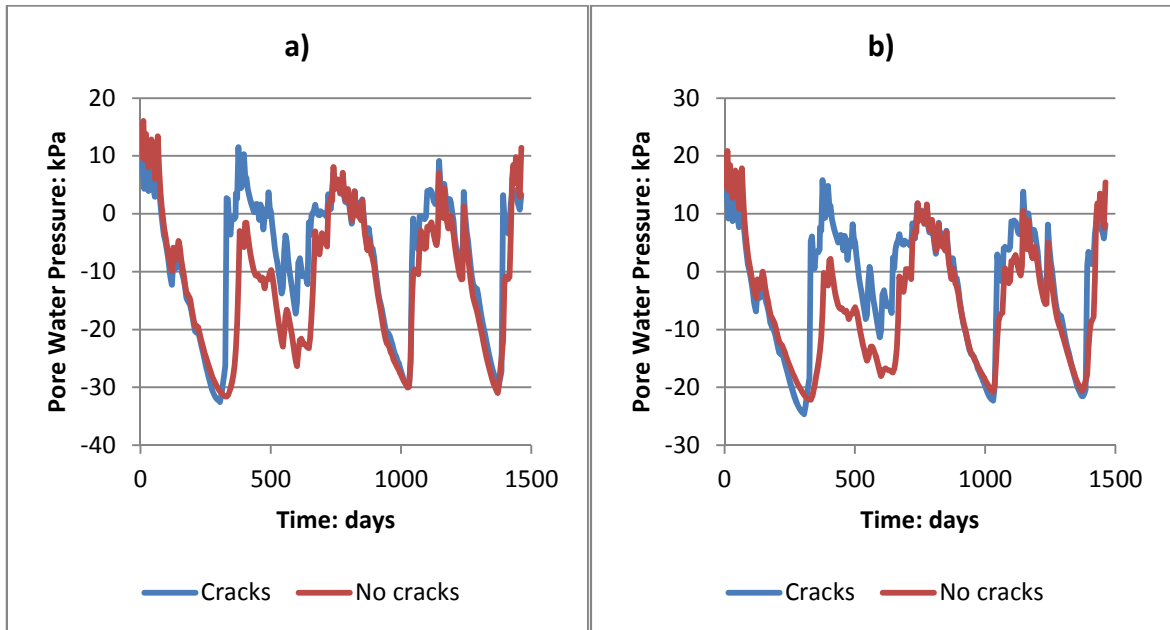 a)
20
10
0
-10
-20
-30
-40
Pore Water Pressure: kPa
0
500
1000
1500
Time: days
Cracks
No cracks
b)
30
20
10
0
-10
-20
-30
Pore Water Pressure: kPa
0
500
1000
1500
Time: days
Cracks
No cracks